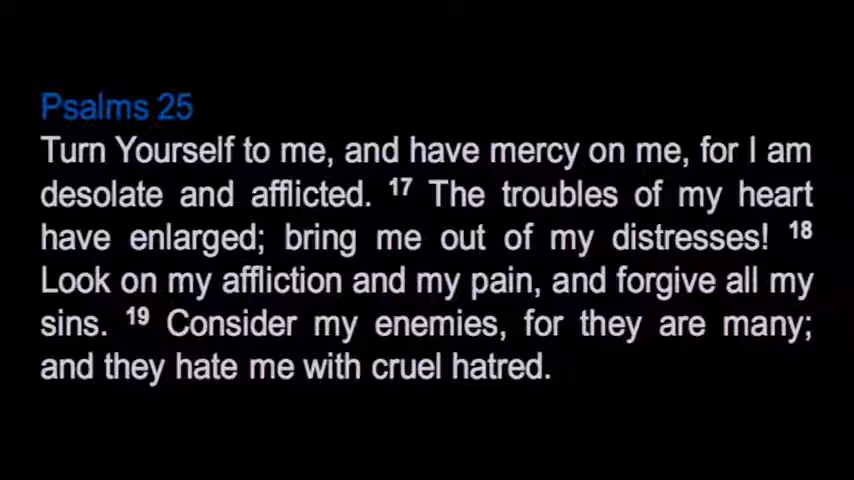 Psalms 25
Turn Yourself to me, and have mercy on me, for I am
desolate and afflicted. 17 The troubles of my heart
have enlarged; bring me out of my distresses! 18
Look on my affliction and my pain, and forgive all my
sins. 19 Consider my enemies, for they are many;
and they hate me with cruel hatred.